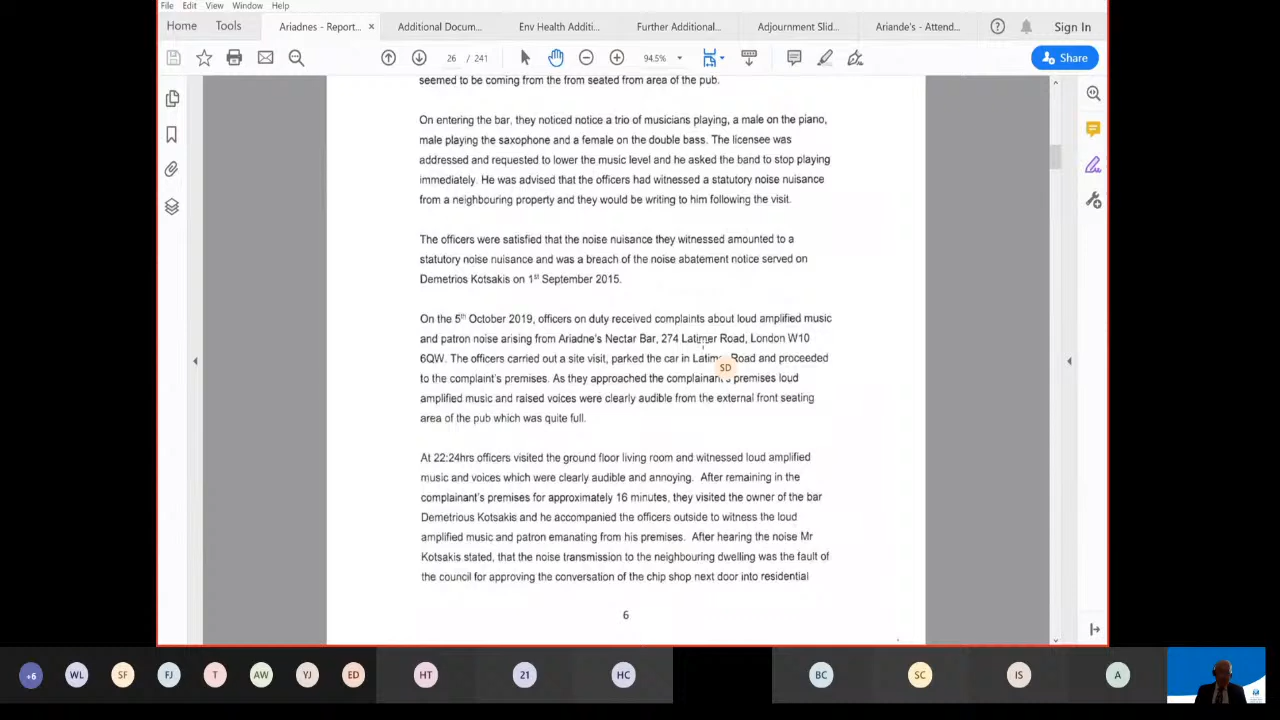 File Edit View Window Help
Home Tools Ariadnes - Report... × Additional Docum... Env Health Additi... Further Additional... Adjournment Slid... Ariande's - Attend... Sign In
26 / 241 94.5% Share
seemed to be coming from the from seated from area of the pub.
On entering the bar, they noticed notice a trio of musicians playing, a male on the piano,
male playing the saxophone and a female on the double bass. The licensee was
addressed and requested to lower the music level and he asked the band to stop playing
immediately. He was advised that the officers had witnessed a statutory noise nuisance
from a neighbouring property and they would be writing to him following the visit.
The officers were satisfied that the noise nuisance they witnessed amounted to a
statutory noise nuisance and was a breach of the noise abatement notice served on
Demetrios Kotsakis on 1st September 2015.
On the 5th October 2019, officers on duty received complaints about loud amplified music
and patron noise arising from Ariadne's Nectar Bar, 274 Latimer Road, London W10
6QW. The officers carried out a site visit, parked the car in Latimer Road and proceeded
SD
to the complaint's premises. As they approached the complainant's premises loud
amplified music and raised voices were clearly audible from the external front seating
area of the pub which was quite full.
At 22:24hrs officers visited the ground floor living room and witnessed loud amplified
music and voices which were clearly audible and annoying. After remaining in the
complainant's premises for approximately 16 minutes, they visited the owner of the bar
Demetrious Kotsakis and he accompanied the officers outside to witness the loud
amplified music and patron emanating from his premises. After hearing the noise Mr
Kotsakis stated, that the noise transmission to the neighbouring dwelling was the fault of
the council for approving the conversation of the chip shop next door into residential
6
+6 WL SF FJ T AW YJ ED HT 21 HC BC SC IS A